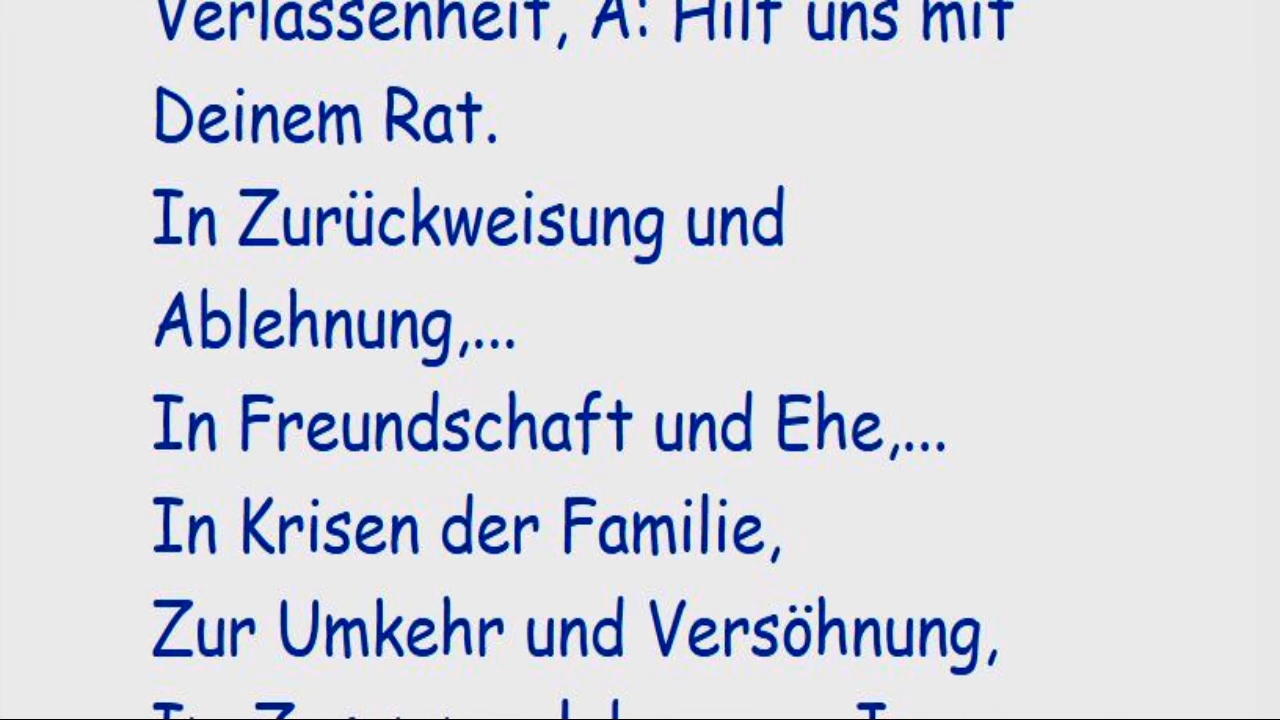 Verlassenheit, A: Hilf uns mit
Deinem Rat.
In Zurückweisung und
Ablehnung,...
In Freundschaft und Ehe,...
In Krisen der Familie,
Zur Umkehr und Versöhnung,